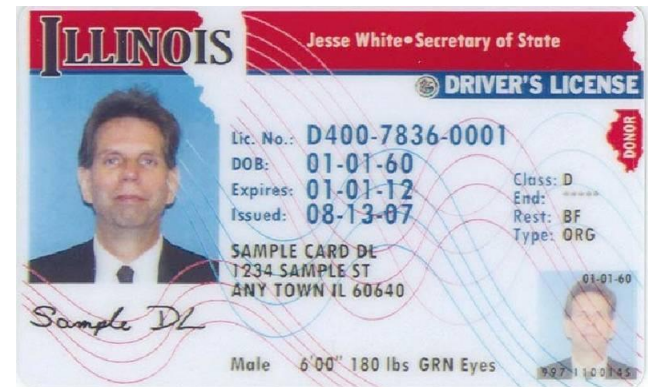 ILLINOIS
Jesse White•Secretary of State
DRIVER'S LICENSE
DONOR
Lic. No.: D400-7836-0001
DOB: 01-01-60
Expires: 01-01-12
Issued: 08-13-07
Class: D
End: *****
Rest: BF
Type: ORG
SAMPLE CARD DL
1234 SAMPLE ST
ANY TOWN IL 60640
01-01-60
Sample DL
Male 6'00" 180 lbs GRN Eyes
997 1100145